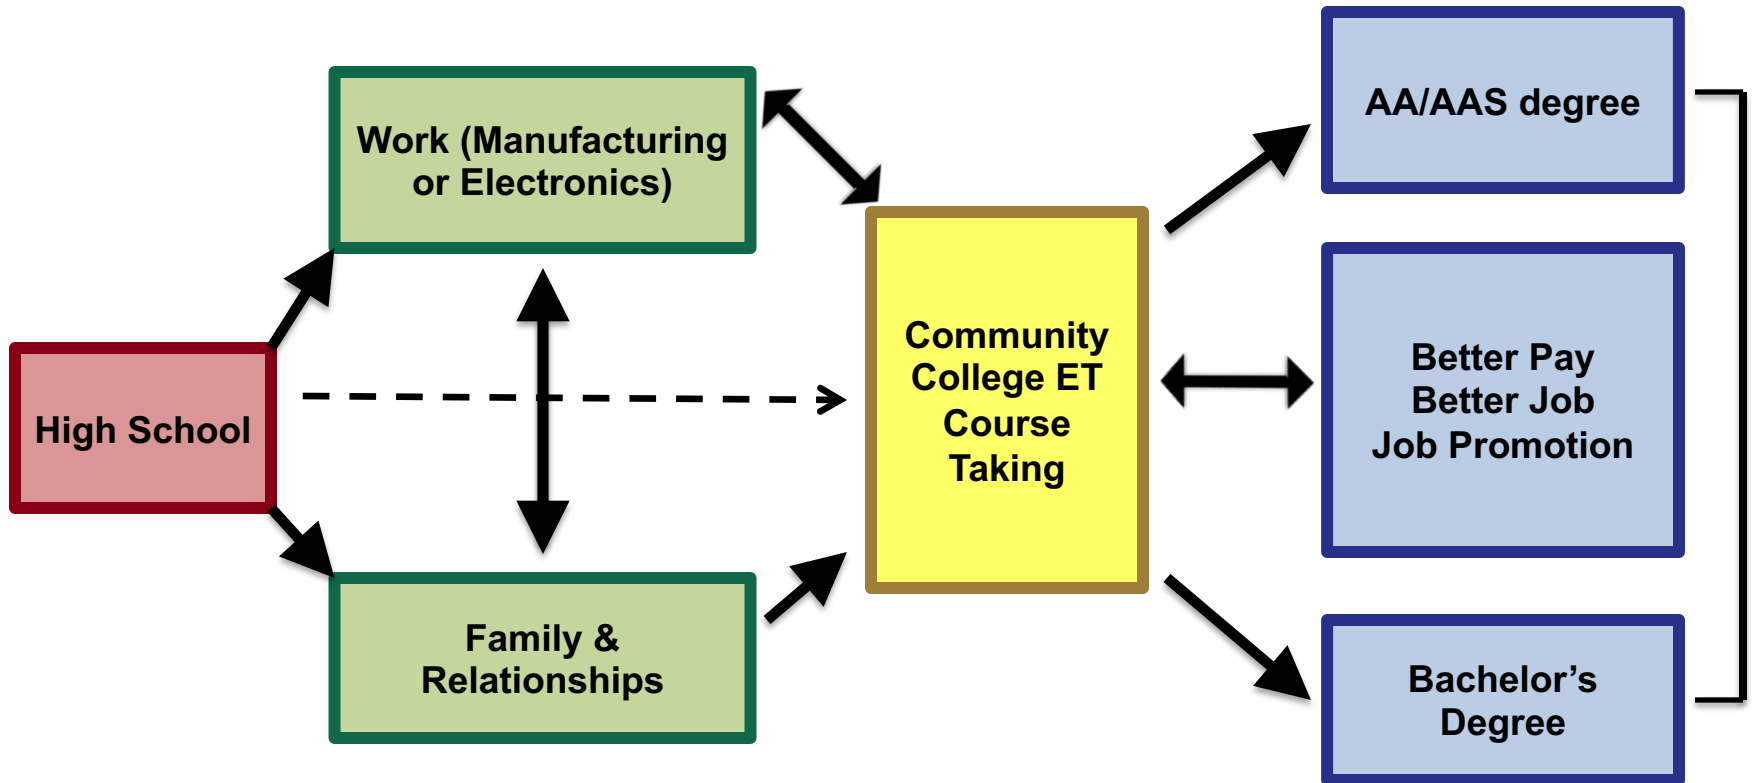 High School
Work (Manufacturing
or Electronics)
Family &
Relationships
Community
College ET
Course
Taking
AA/AAS degree
Better Pay
Better Job
Job Promotion
Bachelor’s
Degree